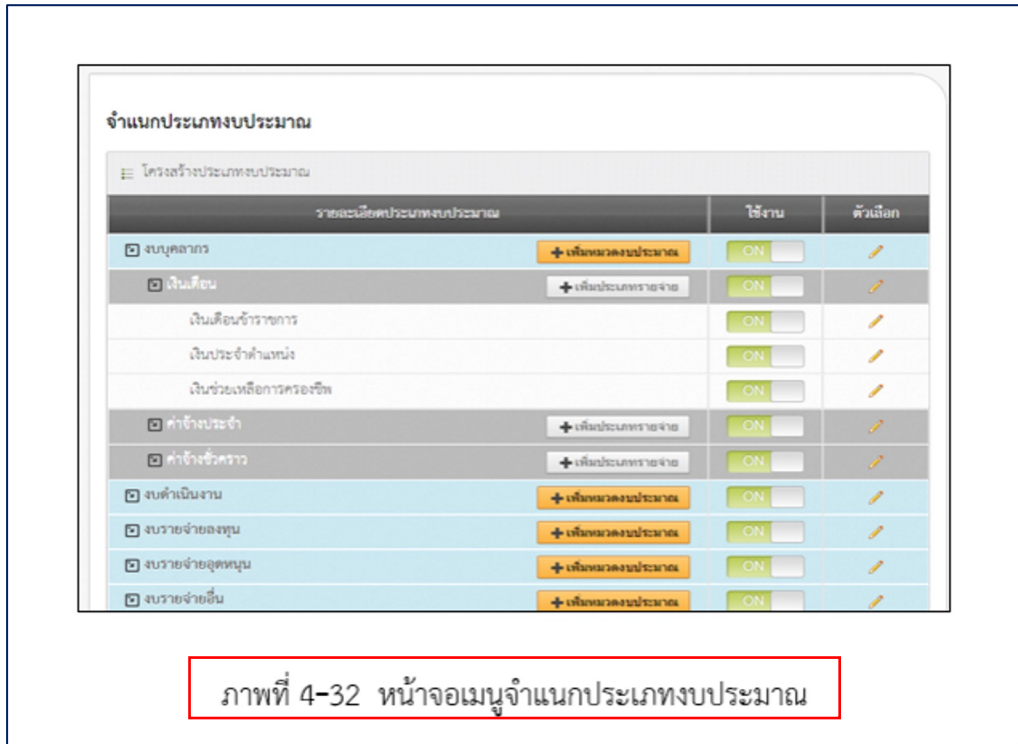 จำแนกประเภทงบประมาณ
โครงสร้างประเภทงบประมาณ
รายละเอียดประเภทงบประมาณ ใช้งาน ตัวเลือก
งบบุคลากร เพิ่มหมวดงบประมาณ ON
เงินเดือน เพิ่มประเภทรายจ่าย ON
เงินเดือนข้าราชการ ON
เงินประจำตำแหน่ง ON
เงินช่วยเหลือการครองชีพ ON
ค่าจ้างประจำ เพิ่มประเภทรายจ่าย ON
ค่าจ้างชั่วคราว เพิ่มประเภทรายจ่าย ON
งบดำเนินงาน เพิ่มหมวดงบประมาณ ON
งบรายจ่ายลงทุน เพิ่มหมวดงบประมาณ ON
งบรายจ่ายอุดหนุน เพิ่มหมวดงบประมาณ ON
งบรายจ่ายอื่น เพิ่มหมวดงบประมาณ ON
ภาพที่ 4-32 หน้าจอเมนูจำแนกประเภทงบประมาณ